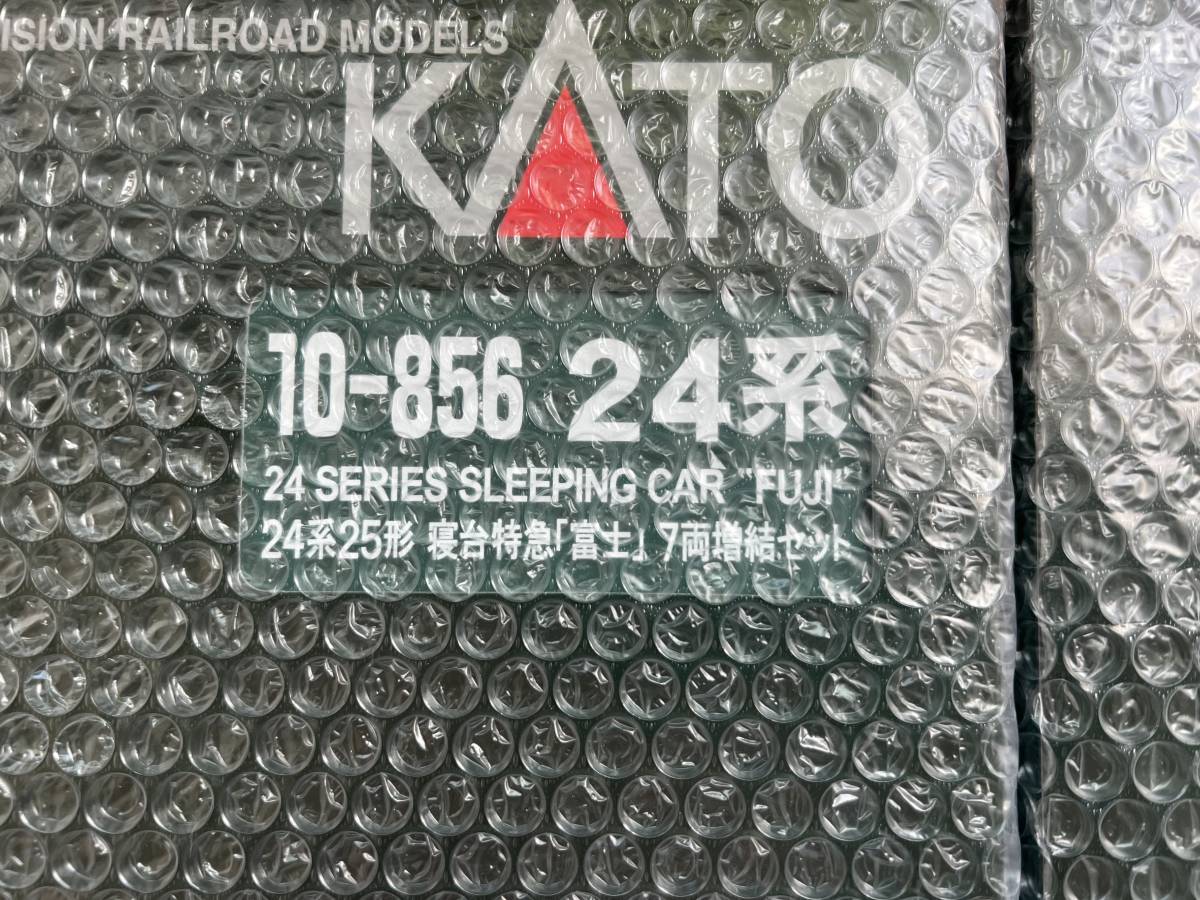 ISION RAILROAD MODELS
KATO
10-856 24系
24 SERIES SLEEPING CAR "FUJI"
24系25形 寝台特急「富士」 7両増結セット
PRE